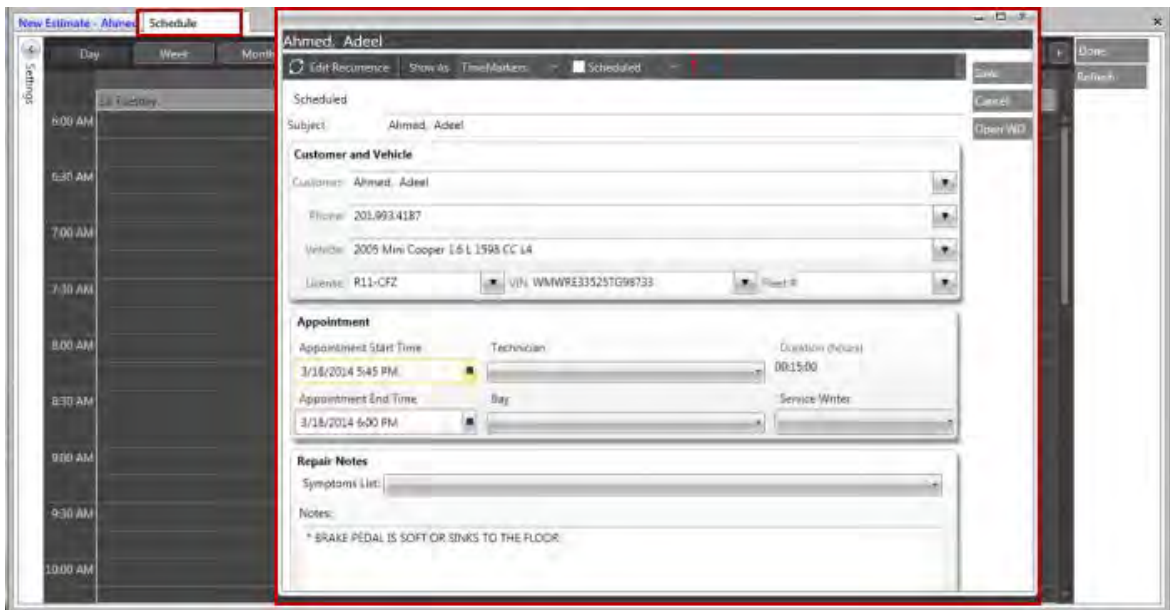 New Estimate - Ahmed Schedule
Day Week Month
Settings
18 Tuesday
6:00 AM
6:30 AM
7:00 AM
7:30 AM
8:00 AM
8:30 AM
9:00 AM
9:30 AM
10:00 AM
Ahmed, Adeel
Edit Recurrence Show As TimeMarkers Scheduled
Scheduled
Subject Ahmed, Adeel
Customer and Vehicle
Customer: Ahmed, Adeel
Phone: 201.993.4187
Vehicle: 2005 Mini Cooper 1.6 L 1598 CC L4
License: R11-CFZ VIN: WMWRE33525TG98733 Fleet #:
Appointment
Appointment Start Time Technician Duration (hours)
3/18/2014 5:45 PM 00:15:00
Appointment End Time Bay Service Writer
3/18/2014 6:00 PM
Repair Notes
Symptoms List:
Notes:
* BRAKE PEDAL IS SOFT OR SINKS TO THE FLOOR
Save
Cancel
Open WO
Done
Refresh